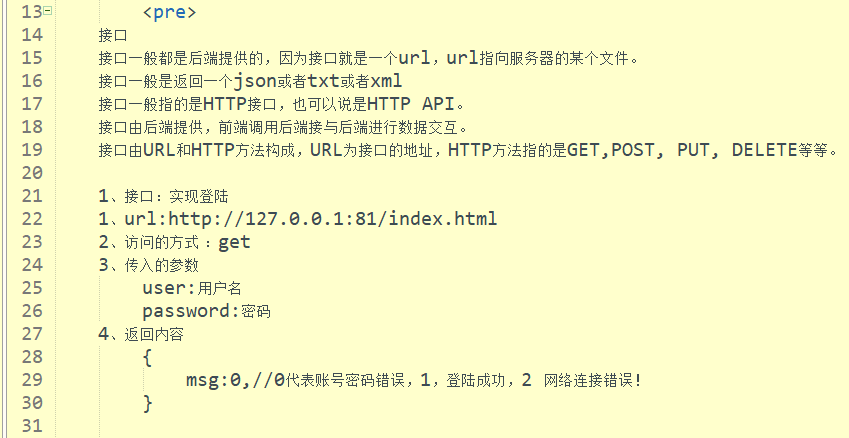 13 <pre>
14 接口
15 接口一般都是后端提供的，因为接口就是一个url，url指向服务器的某个文件。
16 接口一般是返回一个json或者txt或者xml
17 接口一般指的是HTTP接口，也可以说是HTTP API。
18 接口由后端提供，前端调用后端接与后端进行数据交互。
19 接口由URL和HTTP方法构成，URL为接口的地址，HTTP方法指的是GET,POST, PUT, DELETE等等。
20
21 1、接口：实现登陆
22 1、url:http://127.0.0.1:81/index.html
23 2、访问的方式：get
24 3、传入的参数
25 user:用户名
26 password:密码
27 4、返回内容
28 {
29 msg:0,//0代表账号密码错误，1，登陆成功，2 网络连接错误!
30 }
31